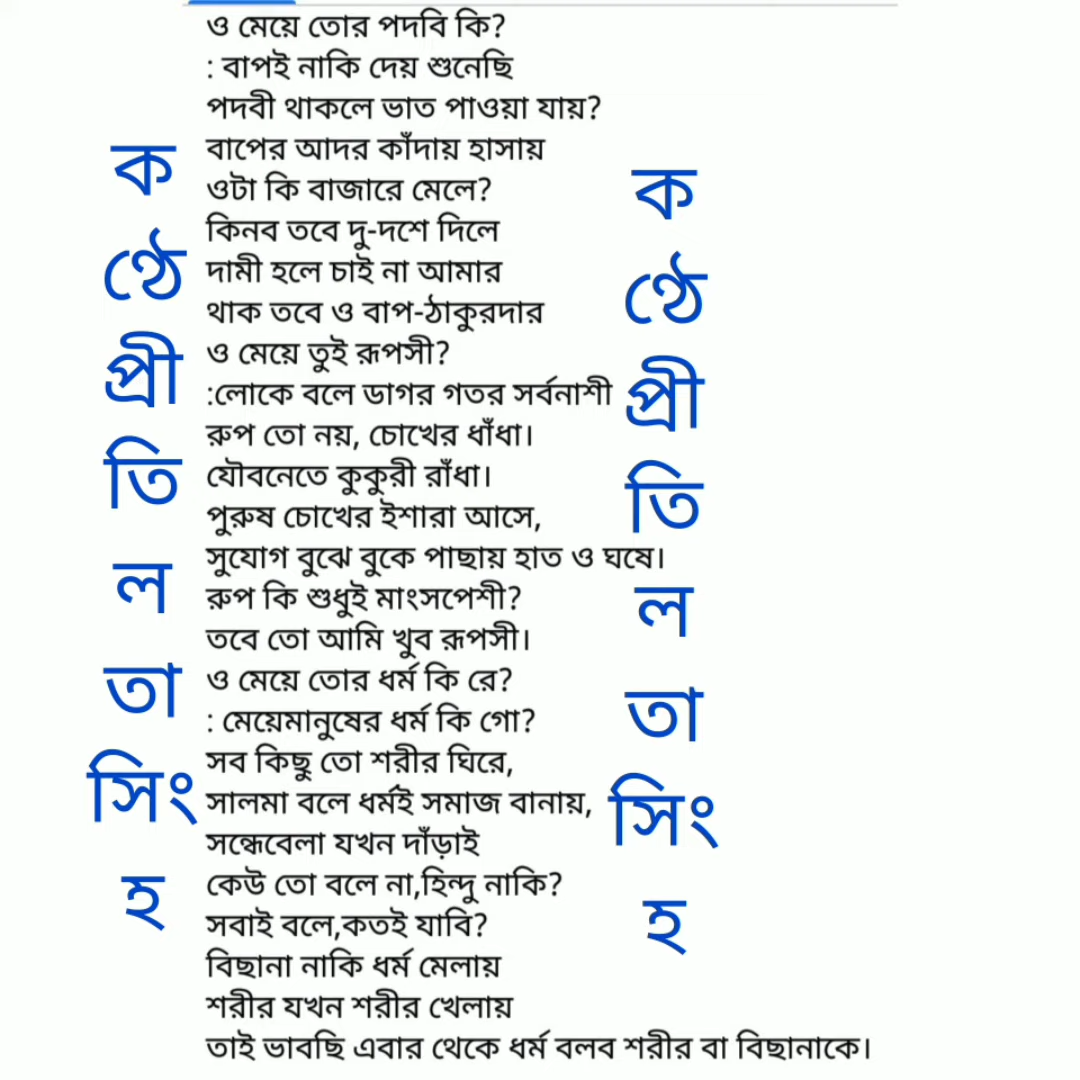 ও মেয়ে তোর পদবি কি?
: বাপই নাকি দেয় শুনেছি
পদবী থাকলে ভাত পাওয়া যায়?
বাপের আদর কাঁদায় হাসায়
ওটা কি বাজারে মেলে?
কিনব তবে দু-দশে দিলে
দামী হলে চাই না আমার
থাক তবে ও বাপ-ঠাকুরদার
ও মেয়ে তুই রূপসী?
:লোকে বলে ডাগর গতর সর্বনাশী
রুপ তো নয়, চোখের ধাঁধা।
যৌবনেতে কুকুরী রাঁধা।
পুরুষ চোখের ইশারা আসে,
সুযোগ বুঝে বুকে পাছায় হাত ও ঘষে।
রুপ কি শুধুই মাংসপেশী?
তবে তো আমি খুব রূপসী।
ও মেয়ে তোর ধর্ম কি রে?
: মেয়েমানুষের ধর্ম কি গো?
সব কিছু তো শরীর ঘিরে,
সালমা বলে ধর্মই সমাজ বানায়,
সন্ধেবেলা যখন দাঁড়াই
কেউ তো বলে না,হিন্দু নাকি?
সবাই বলে,কতই যাবি?
বিছানা নাকি ধর্ম মেলায়
শরীর যখন শরীর খেলায়
তাই ভাবছি এবার থেকে ধর্ম বলব শরীর বা বিছানাকে।
ক
ণ্ঠে
প্রী
তি
ল
তা
সিং
হ
ক
ণ্ঠে
প্রী
তি
ল
তা
সিং
হ